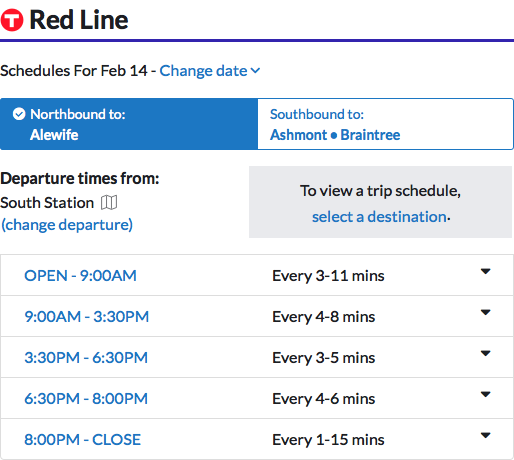 T Red Line
Schedules For Feb 14 - Change date
Northbound to:
Alewife
Southbound to:
Ashmont • Braintree
Departure times from:
South Station
(change departure)
To view a trip schedule,
select a destination.
OPEN - 9:00AM Every 3-11 mins
9:00AM - 3:30PM Every 4-8 mins
3:30PM - 6:30PM Every 3-5 mins
6:30PM - 8:00PM Every 4-6 mins
8:00PM - CLOSE Every 1-15 mins